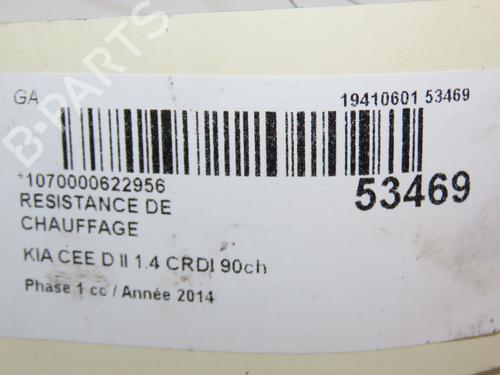 GA
19410601 53469
*1070000622956
53469
RESISTANCE DE
CHAUFFAGE
KIA CEE D II 1.4 CRDI 90ch
Phase 1 cc / Année 2014
B-PARTS